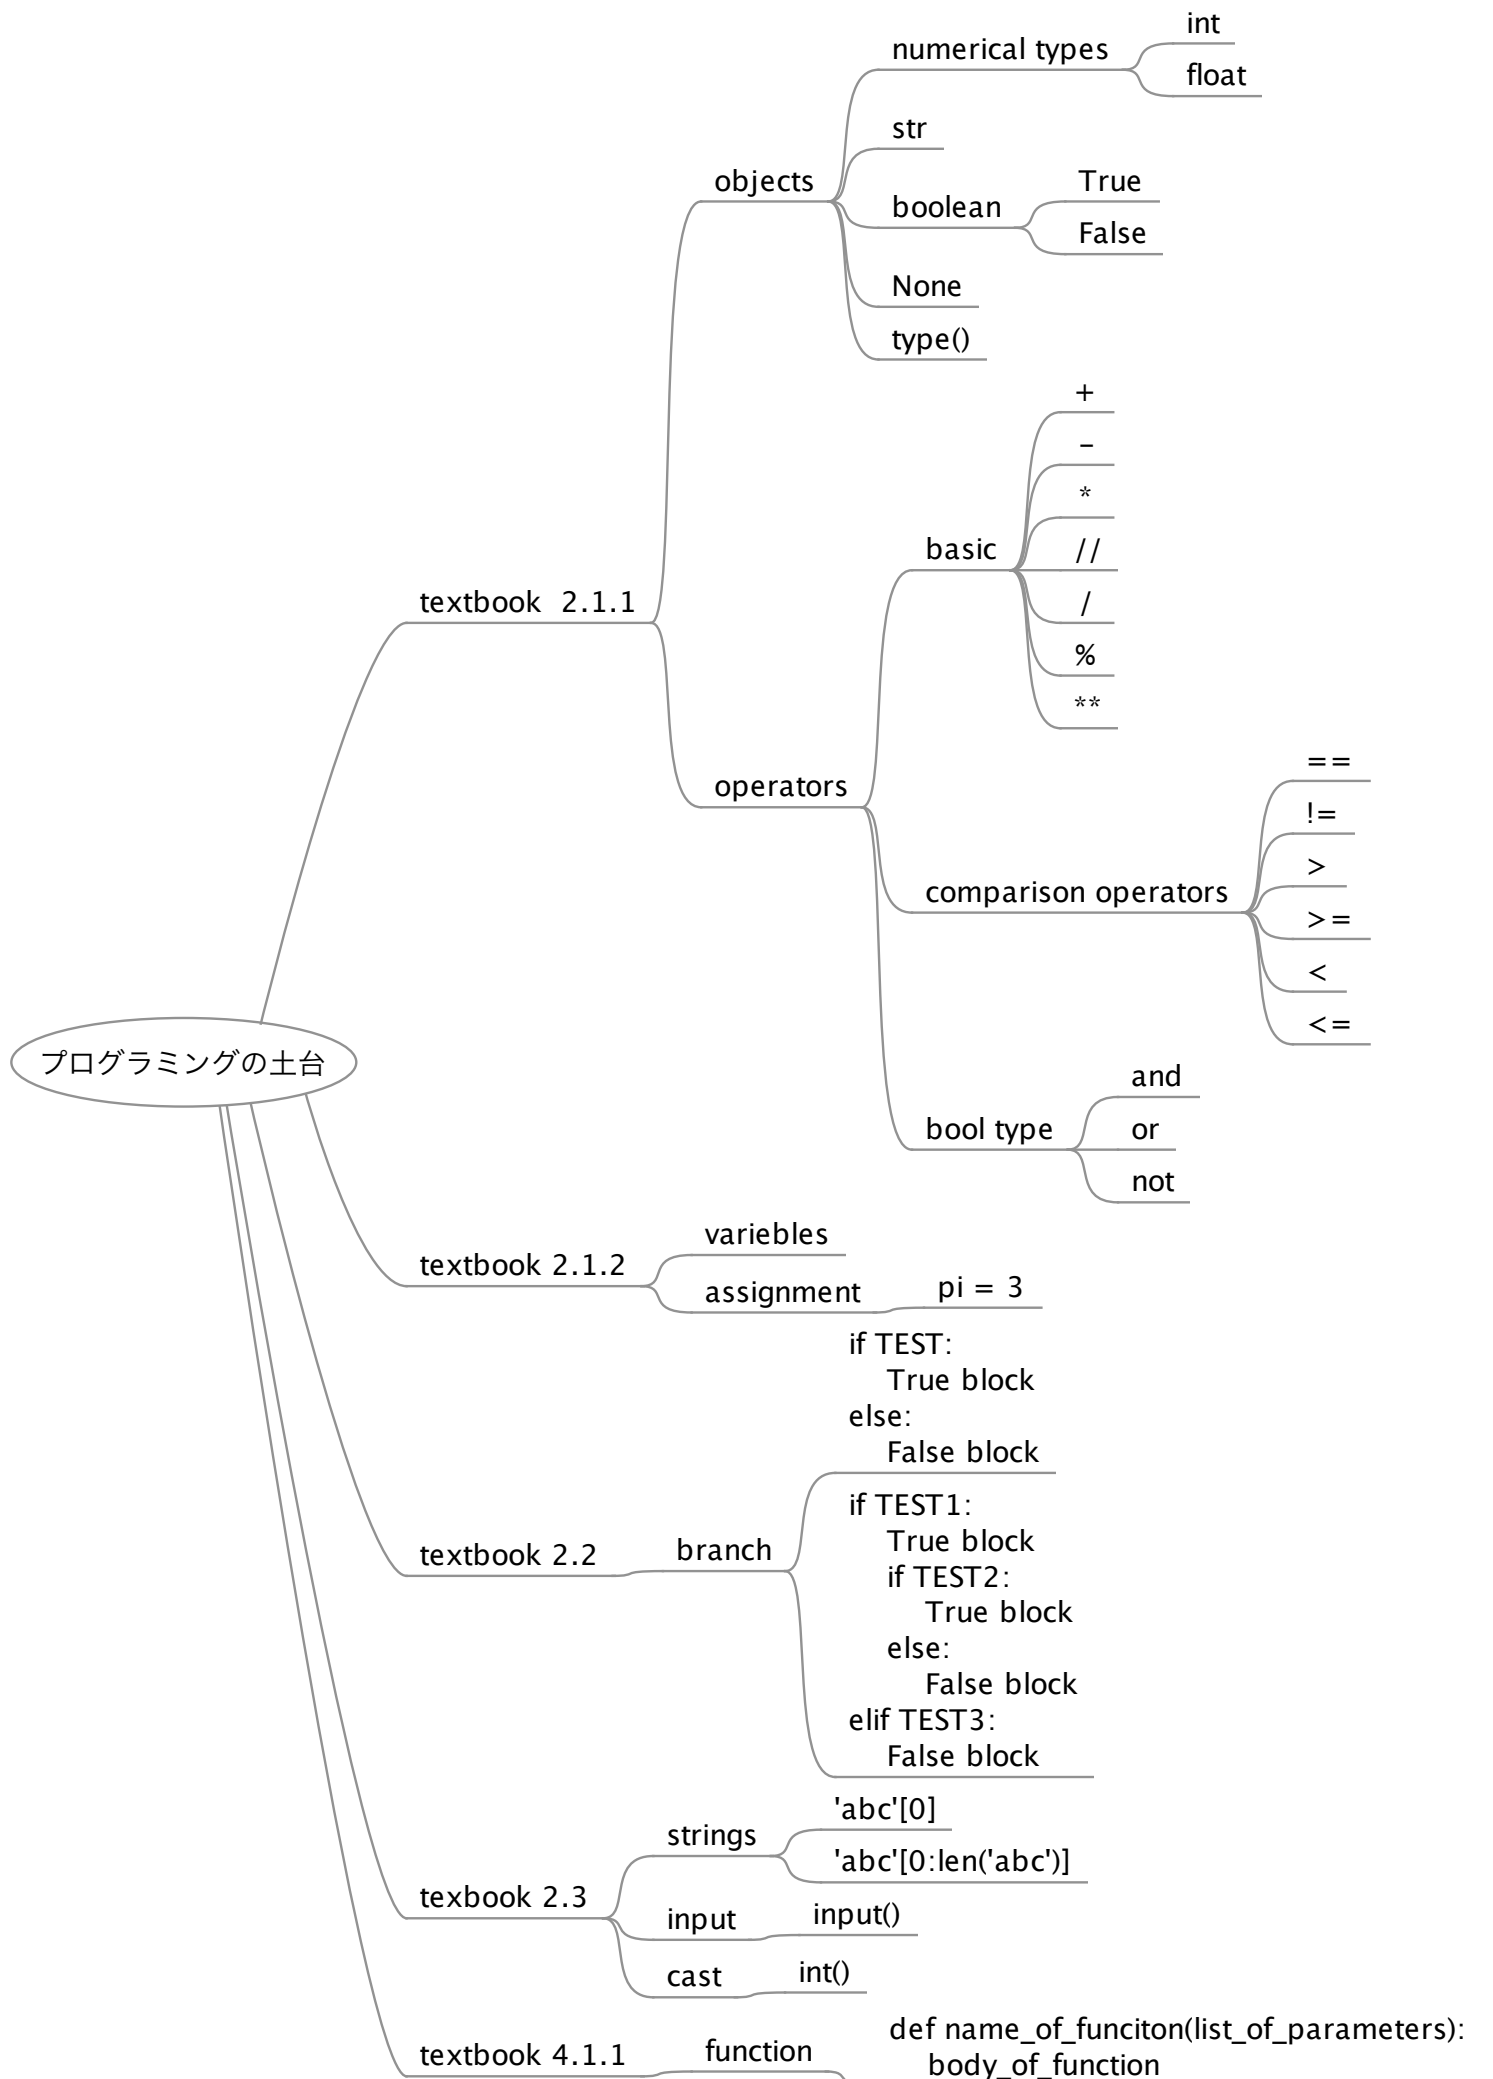 int
numerical types
float
str
objects
True
boolean
False
None
type()
+
-
*
basic
//
textbook  2.1.1
/
%
**
==
operators
!=
>
comparison operators
>=
<
<=
プログラミングの土台
and
bool type
or
not
variebles
textbook 2.1.2
assignment
pi = 3
if TEST:
True block
else:
False block
if TEST1:
True block
textbook 2.2
branch
if TEST2:
True block
else:
False block
elif TEST3:
False block
'abc'[0]
strings
'abc'[0:len('abc')]
texbook 2.3
input
input()
cast
int()
def name_of_funciton(list_of_parameters):
textbook 4.1.1
function
body_of_function